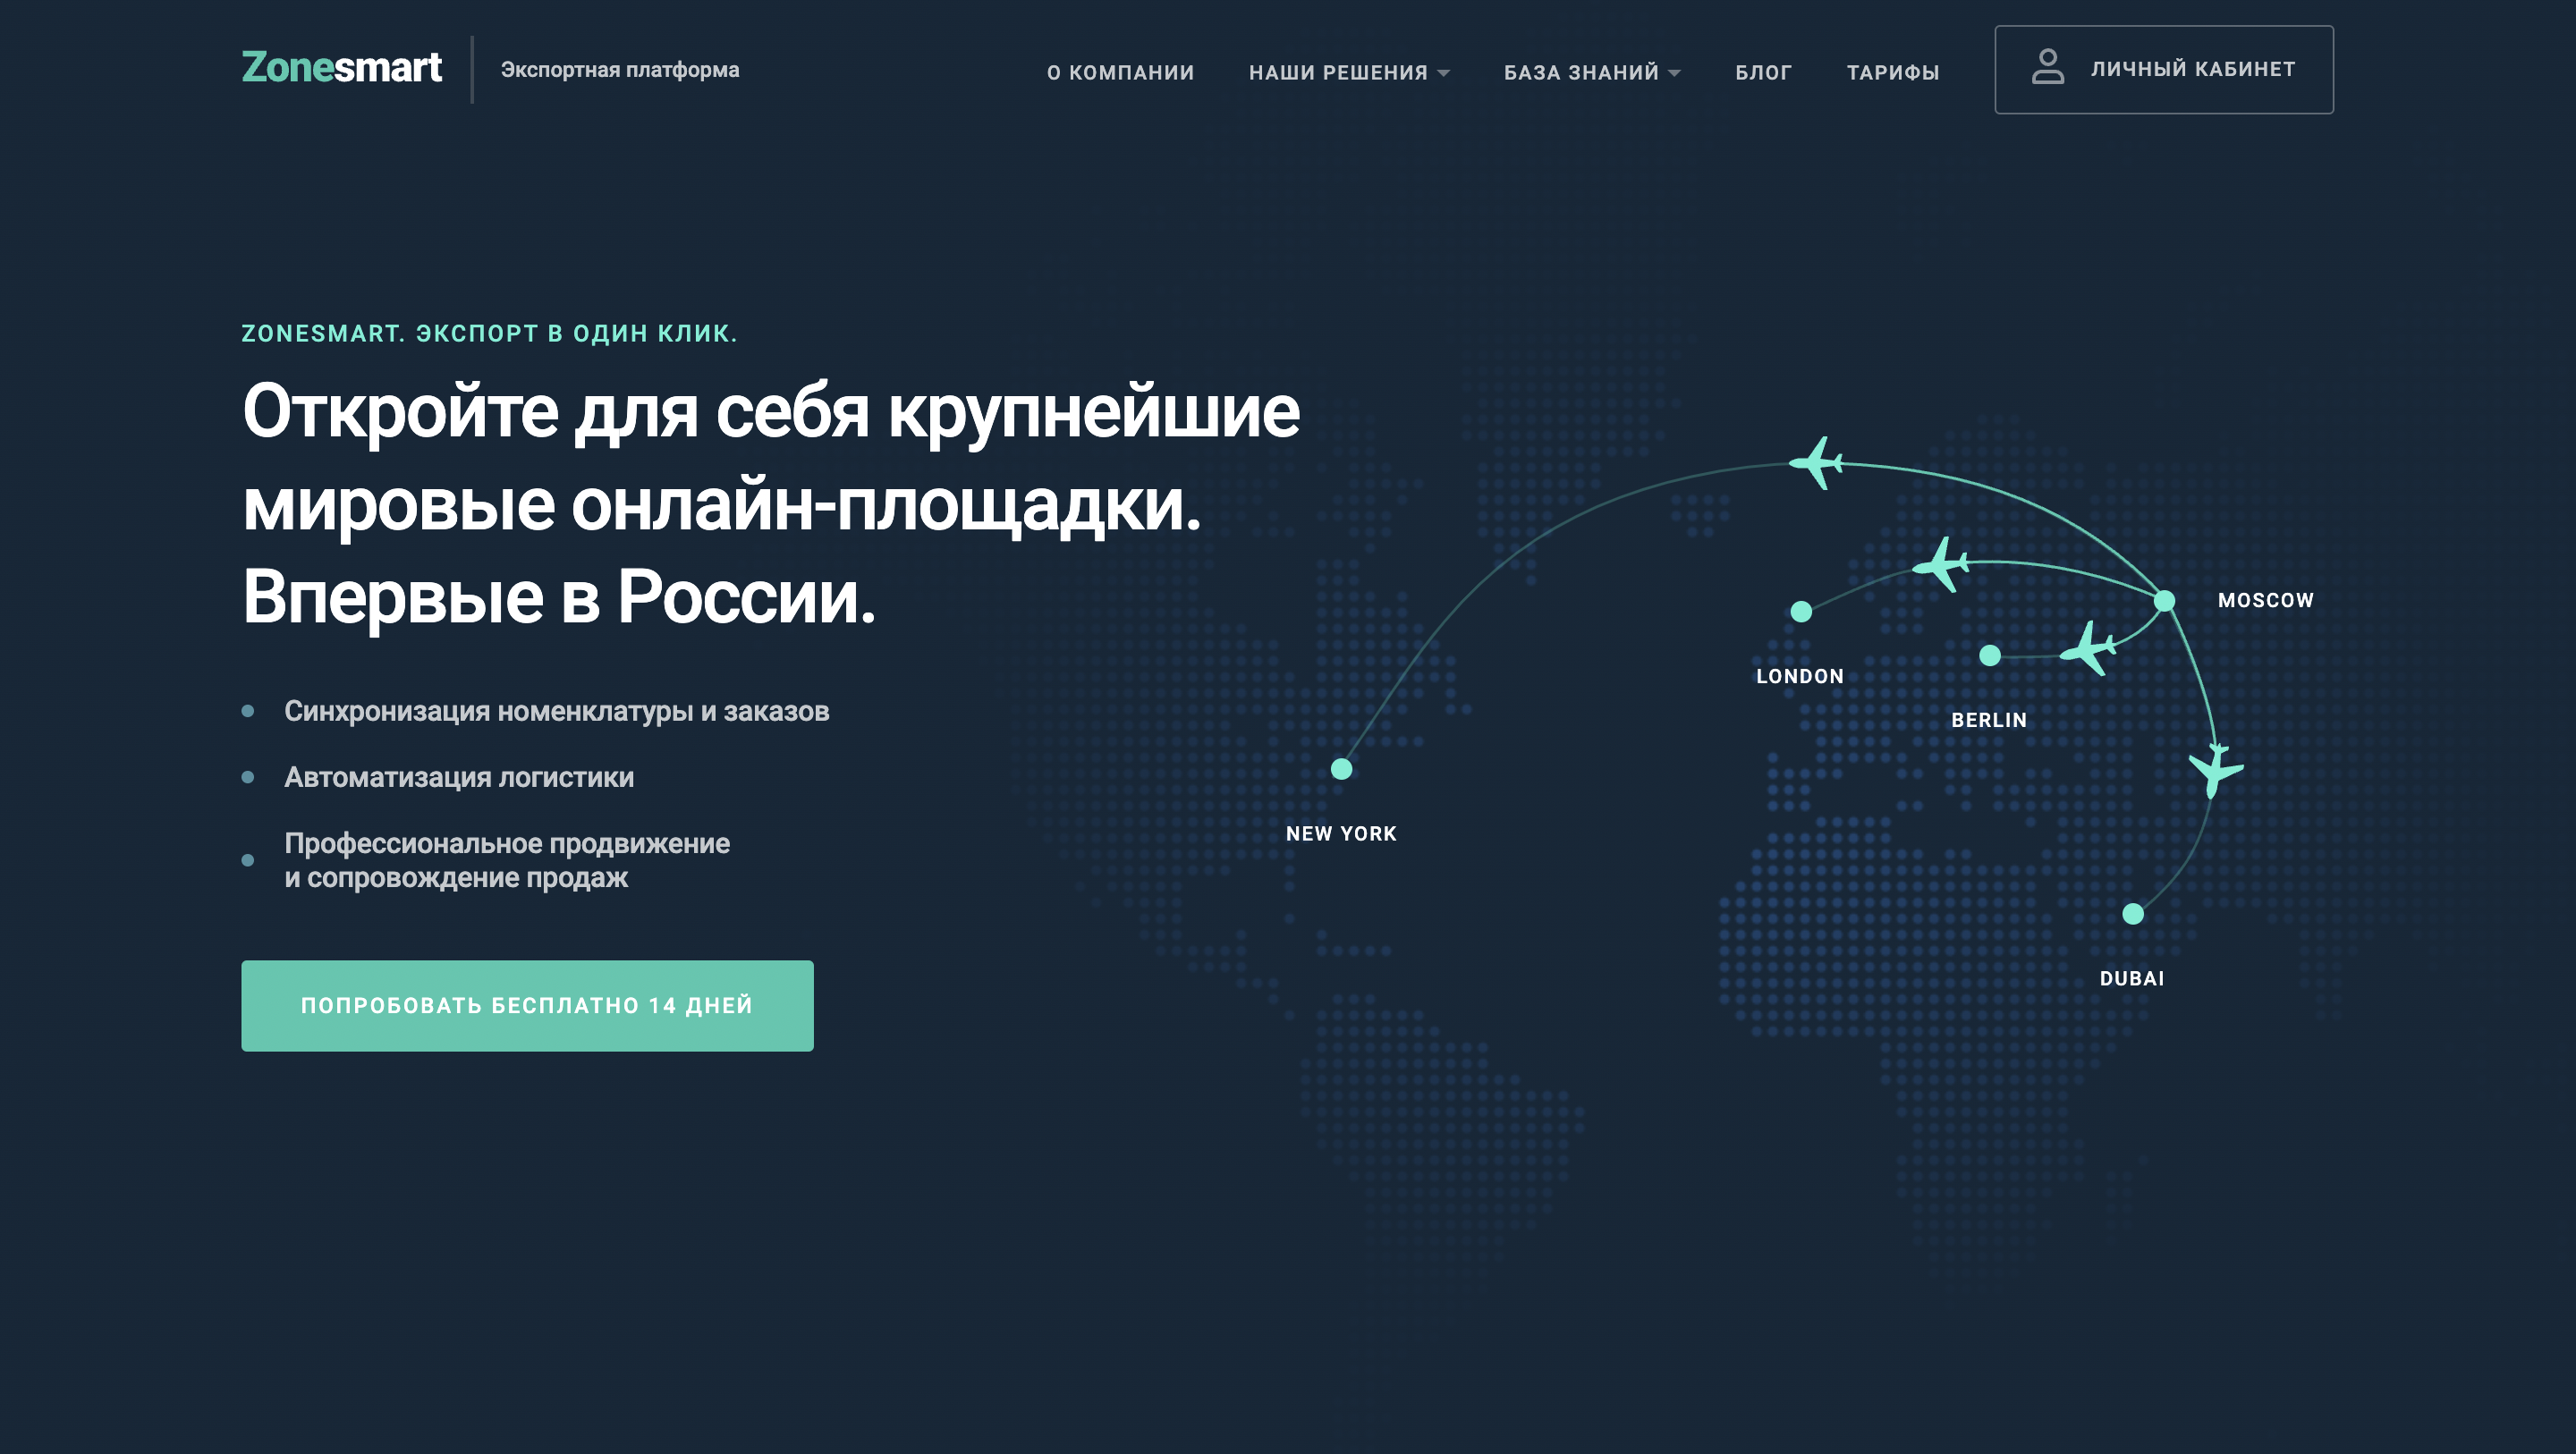 Zonesmart
Экспортная платформа
О КОМПАНИИ
НАШИ РЕШЕНИЯ
БАЗА ЗНАНИЙ
БЛОГ
ТАРИФЫ
ЛИЧНЫЙ КАБИНЕТ
ZONESMART. ЭКСПОРТ В ОДИН КЛИК.
Откройте для себя крупнейшие
мировые онлайн-площадки.
Впервые в России.
Синхронизация номенклатуры и заказов
Автоматизация логистики
Профессиональное продвижение
и сопровождение продаж
ПОПРОБОВАТЬ БЕСПЛАТНО 14 ДНЕЙ
MOSCOW
LONDON
BERLIN
NEW YORK
DUBAI